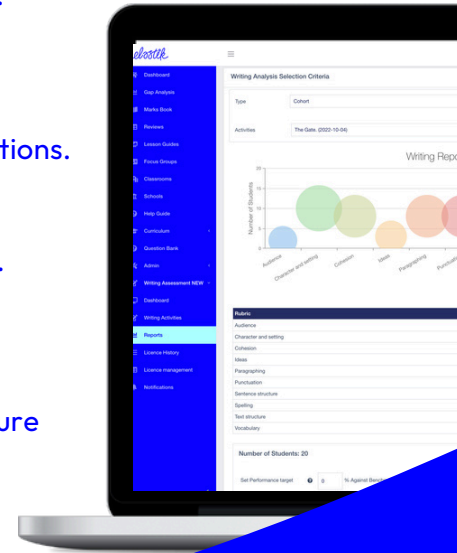 tions.
ure
Writing Analysis Selection Criteria
Type
Cohort
Activities
The Gate. (2022-10-04)
Dashboard
Gap Analysis
Marks Book
Reviews
Lesson Guides
Focus Groups
Classrooms
Schools
Help Guide
Curriculum
Question Bank
Admin
Writing Assessment NEW
Dashboard
Writing Activities
Reports
Licence History
Licence management
Notifications
Writing Repo
Number of Students
20
15
10
5
0
Audience
Character and setting
Cohesion
Ideas
Paragraphing
Punctuatio
Rubric
Audience
Character and setting
Cohesion
Ideas
Paragraphing
Punctuation
Sentence structure
Spelling
Text structure
Vocabulary
Number of Students: 20
Set Performance target
0
% Against